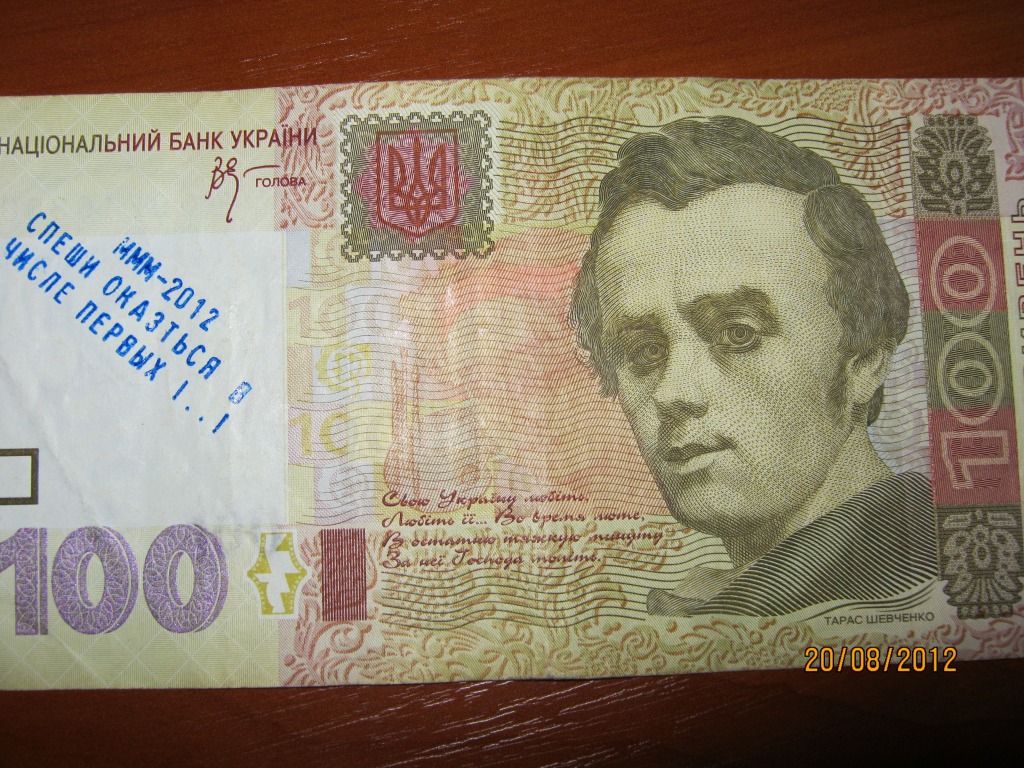 НАЦІОНАЛЬНИЙ БАНК УКРАЇНИ
ГОЛОВА
МММ-2012
СПЕШИ ОКАЗТЬСЯ В
ЧИСЛЕ ПЕРВЫХ !..!
100
Свою Україну любіть.
Любіть її... Во время люте,
В остатню тяжкую минуту
За неї Господа моліть.
100
ТАРАС ШЕВЧЕНКО
20/08/2012